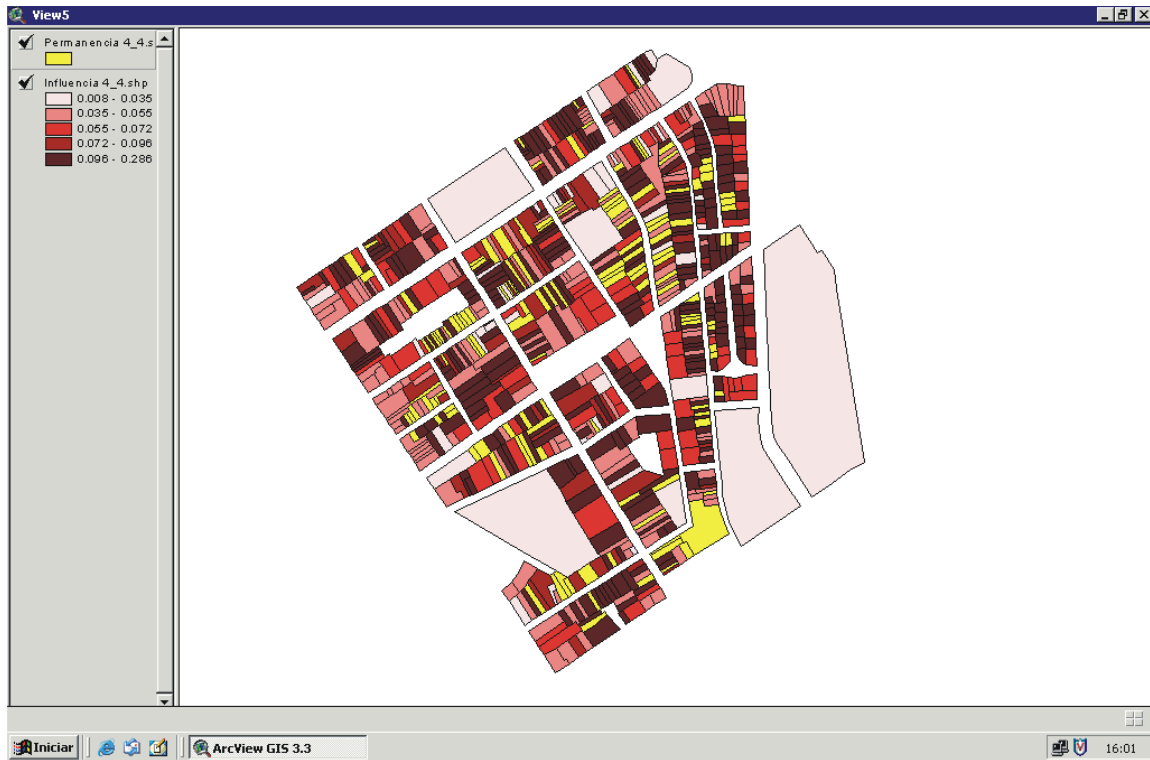 View5
Permanencia 4_4.s
Influencia 4_4.shp
0.008 - 0.035
0.035 - 0.055
0.055 - 0.072
0.072 - 0.096
0.096 - 0.286
Iniciar
ArcView GIS 3.3
16:01